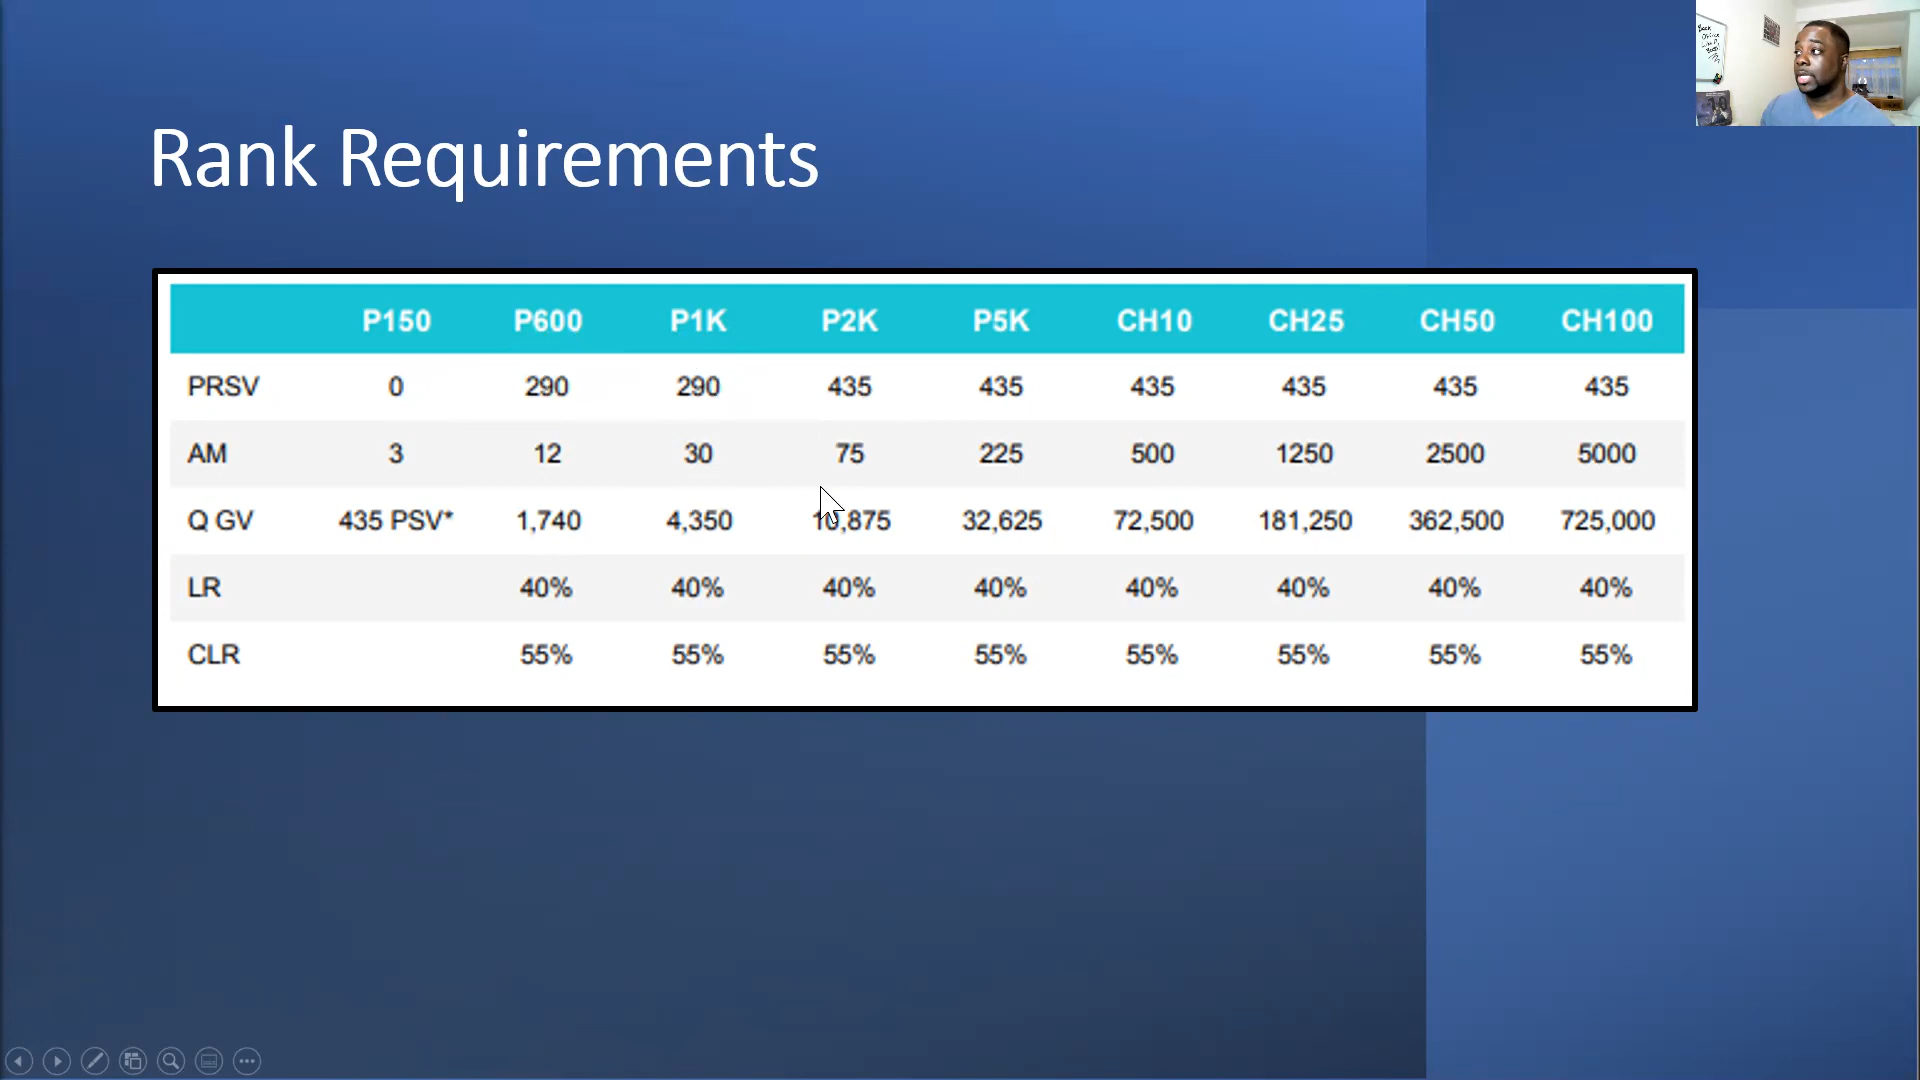 Rank Requirements
P150 P600 P1K P2K P5K CH10 CH25 CH50 CH100
PRSV 0 290 290 435 435 435 435 435 435
AM 3 12 30 75 225 500 1250 2500 5000
Q GV 435 PSV* 1,740 4,350 10,875 32,625 72,500 181,250 362,500 725,000
LR 40% 40% 40% 40% 40% 40% 40% 40%
CLR 55% 55% 55% 55% 55% 55% 55% 55%